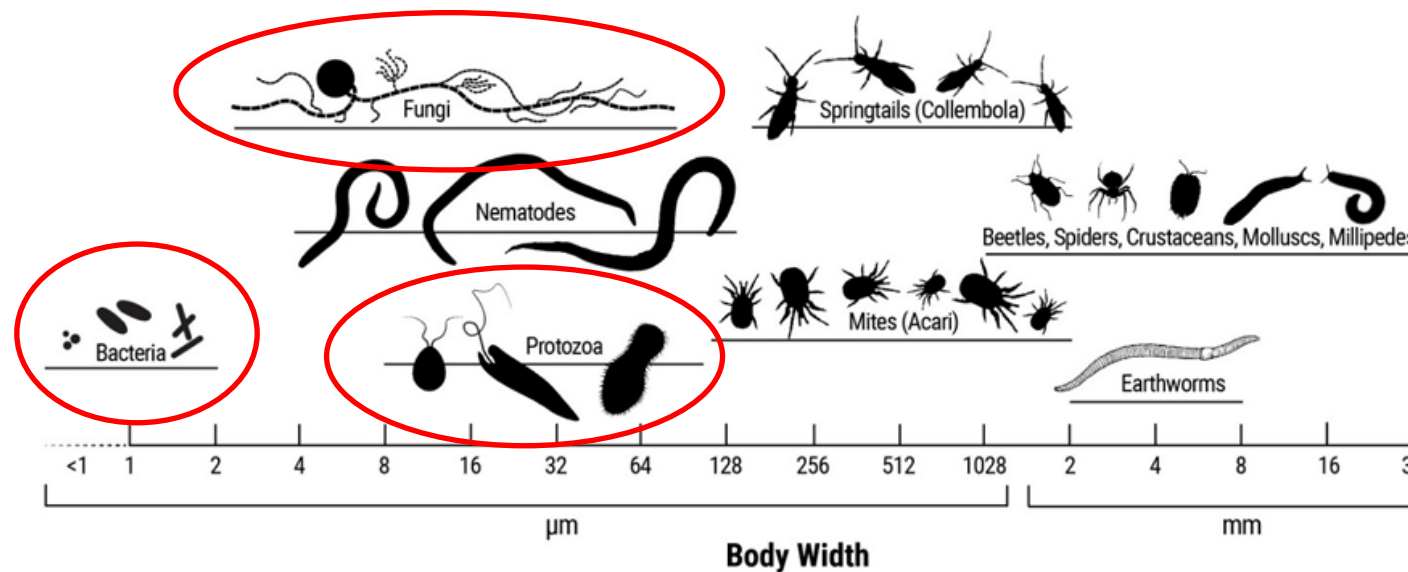 Fungi
Springtails (Collembola)
Nematodes
Beetles, Spiders, Crustaceans, Molluscs, Millipedes
Bacteria
Protozoa
Mites (Acari)
Earthworms
<1 1 2 4 8 16 32 64 128 256 512 1028 2 4 8 16 3
µm mm
Body Width